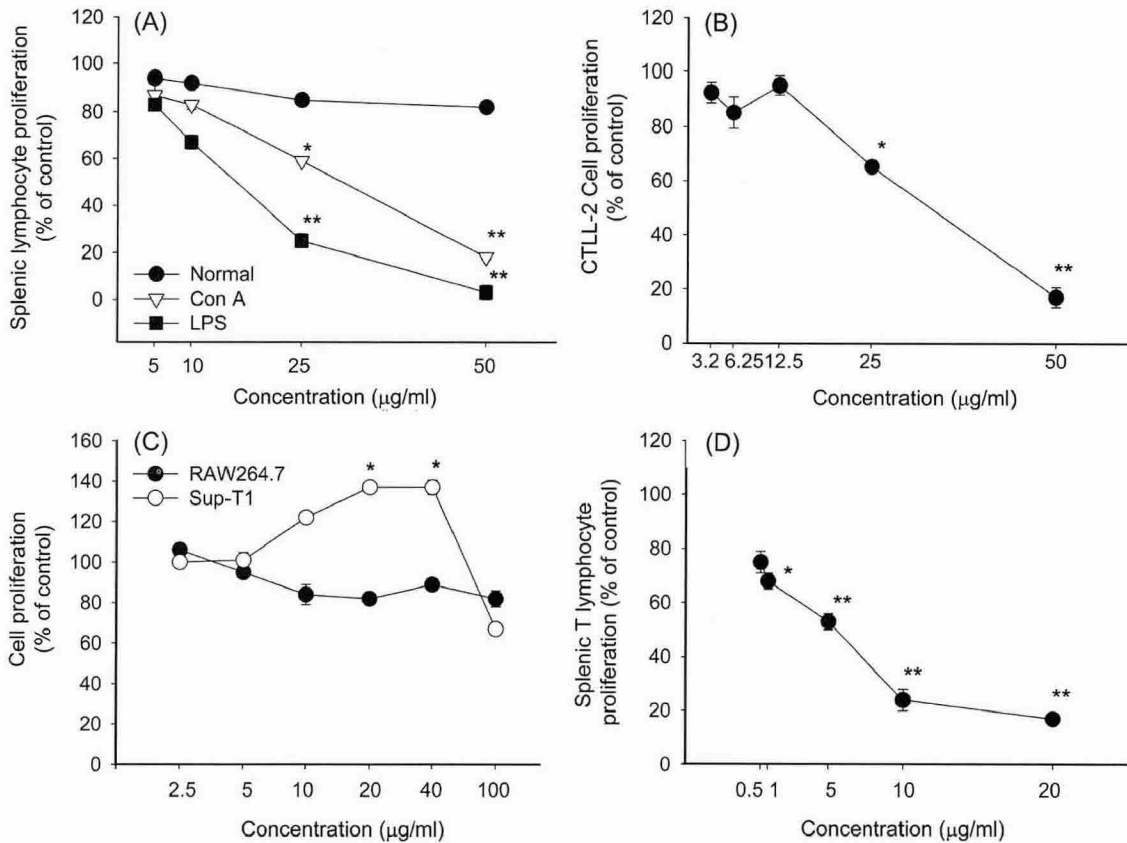 (A)
Splenic lymphocyte proliferation
(% of control)
120
100
80
60
40
20
0
*
**
**
**
Normal
Con A
LPS
5 10 25 50
Concentration (μg/ml)
(B)
CTLL-2 Cell proliferation
(% of control)
120
100
80
60
40
20
0
*
**
3.2 6.25 12.5 25 50
Concentration (μg/ml)
(C)
Cell proliferation
(% of control)
160
140
120
100
80
60
40
20
0
RAW264.7
Sup-T1
* *
2.5 5 10 20 40 100
Concentration (μg/ml)
(D)
Splenic T lymphocyte
proliferation (% of control)
120
100
80
60
40
20
0
*
**
**
**
0.5 1 5 10 20
Concentration (μg/ml)